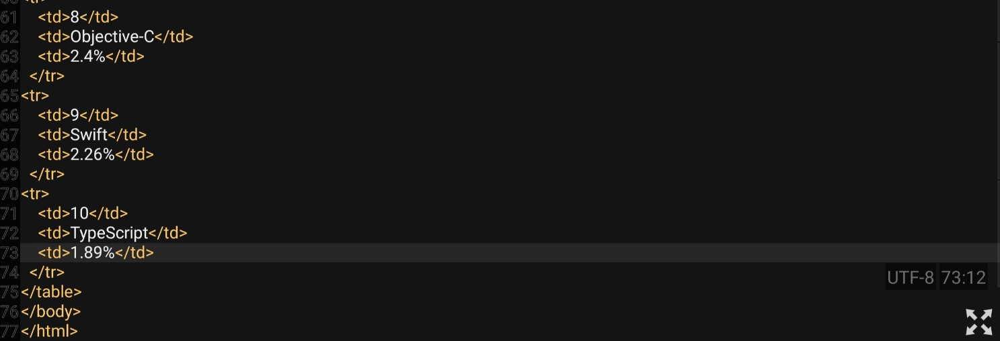 60 <tr>
61 <td>8</td>
62 <td>Objective-C</td>
63 <td>2.4%</td>
64 </tr>
65 <tr>
66 <td>9</td>
67 <td>Swift</td>
68 <td>2.26%</td>
69 </tr>
70 <tr>
71 <td>10</td>
72 <td>TypeScript</td>
73 <td>1.89%</td>
74 </tr>
UTF-8 73:12
75 </table>
76 </body>
77 </html>